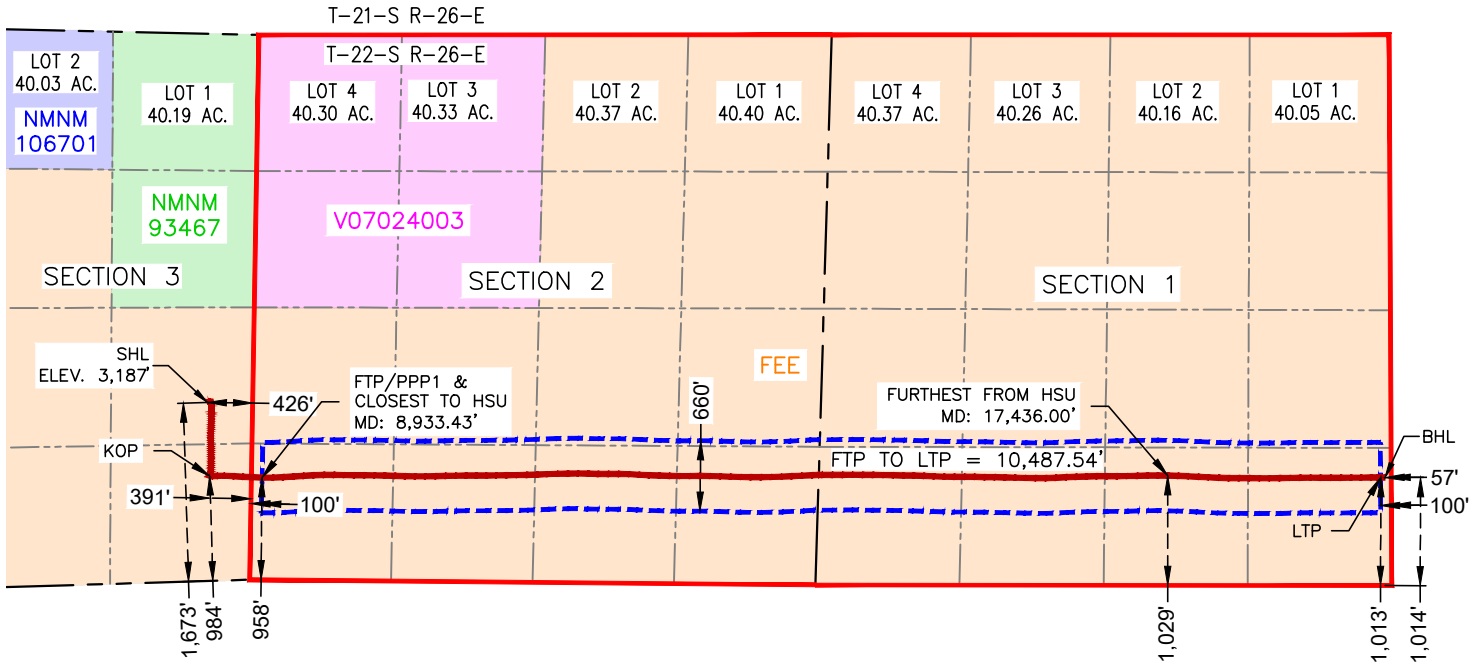 T-21-S R-26-E
T-22-S R-26-E
LOT 2
40.03 AC.
NMNM
106701
LOT 1
40.19 AC.
LOT 4
40.30 AC.
LOT 3
40.33 AC.
LOT 2
40.37 AC.
LOT 1
40.40 AC.
LOT 4
40.37 AC.
LOT 3
40.26 AC.
LOT 2
40.16 AC.
LOT 1
40.05 AC.
NMNM
93467
V07024003
SECTION 3
SECTION 2
SECTION 1
SHL
ELEV. 3,187'
426'
FTP/PPP1 &
CLOSEST TO HSU
MD: 8,933.43'
FEE
660'
FURTHEST FROM HSU
MD: 17,436.00'
KOP
FTP TO LTP = 10,487.54'
BHL
57'
391'
100'
100'
LTP
1,673'
984'
958'
1,029'
1,013'
1,014'